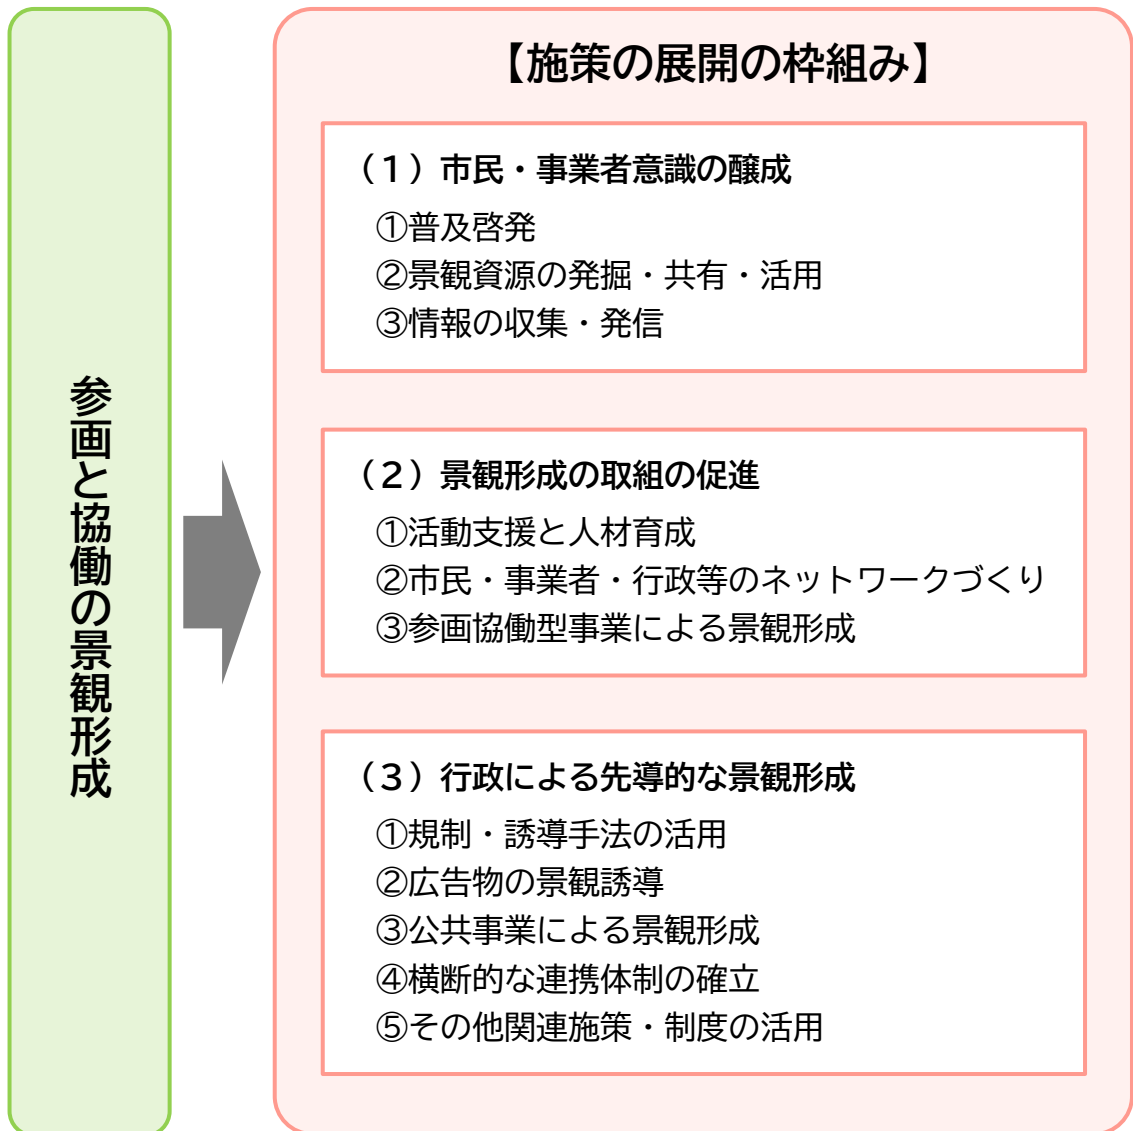 参画と協働の景観形成
【施策の展開の枠組み】
（１）市民・事業者意識の醸成
①普及啓発
②景観資源の発掘・共有・活用
③情報の収集・発信
（２）景観形成の取組の促進
①活動支援と人材育成
②市民・事業者・行政等のネットワークづくり
③参画協働型事業による景観形成
（３）行政による先導的な景観形成
①規制・誘導手法の活用
②広告物の景観誘導
③公共事業による景観形成
④横断的な連携体制の確立
⑤その他関連施策・制度の活用